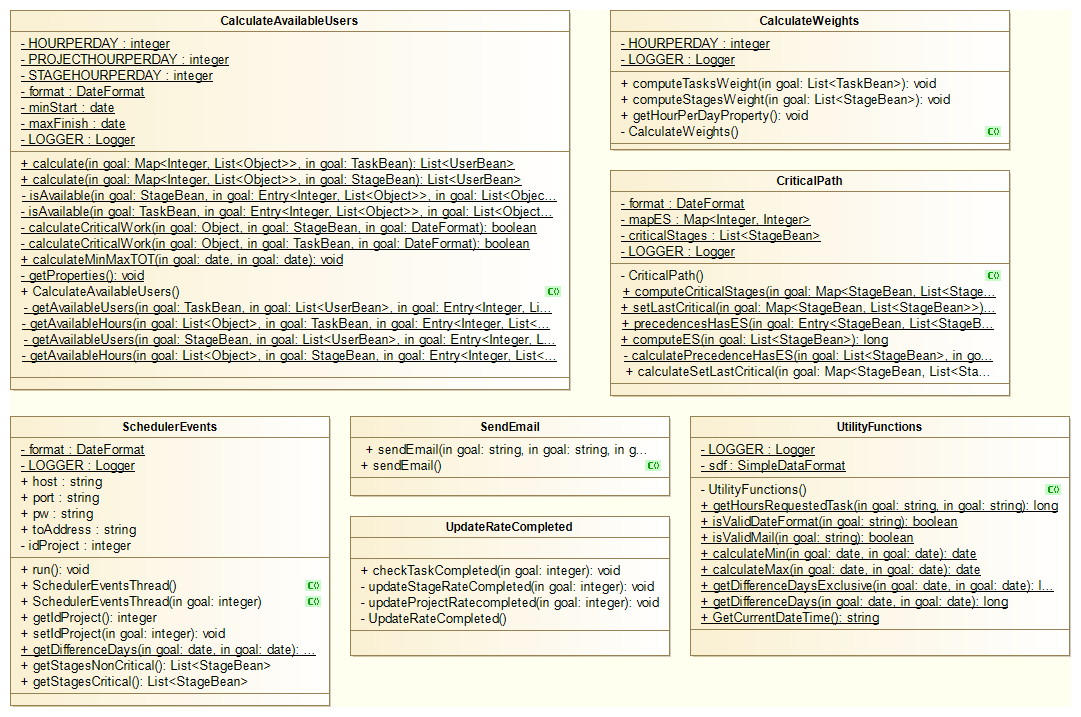 CalculateAvailableUsers
- HOURPERDAY : integer
- PROJECTHOURPERDAY : integer
- STAGEHOURPERDAY : integer
- format : DateFormat
- minStart : date
- maxFinish : date
- LOGGER : Logger
+ calculate(in goal: Map<Integer, List<Object>>, in goal: TaskBean): List<UserBean>
+ calculate(in goal: Map<Integer, List<Object>>, in goal: StageBean): List<UserBean>
- isAvailable(in goal: StageBean, in goal: Entry<Integer, List<Object>>, in goal: List<Objec...
- isAvailable(in goal: TaskBean, in goal: Entry<Integer, List<Object>>, in goal: List<Object...
- calculateCriticalWork(in goal: Object, in goal: StageBean, in goal: DateFormat): boolean
- calculateCriticalWork(in goal: Object, in goal: TaskBean, in goal: DateFormat): boolean
+ calculateMinMaxTOT(in goal: date, in goal: date): void
- getProperties(): void
+ CalculateAvailableUsers() C()
- getAvailableUsers(in goal: TaskBean, in goal: List<UserBean>, in goal: Entry<Integer, Li...
- getAvailableHours(in goal: List<Object>, in goal: TaskBean, in goal: Entry<Integer, List<...
- getAvailableUsers(in goal: StageBean, in goal: List<UserBean>, in goal: Entry<Integer, L...
- getAvailableHours(in goal: List<Object>, in goal: StageBean, in goal: Entry<Integer, List<...
CalculateWeights
- HOURPERDAY : integer
- LOGGER : Logger
+ computeTasksWeight(in goal: List<TaskBean>): void
+ computeStagesWeight(in goal: List<StageBean>): void
+ getHourPerDayProperty(): void
- CalculateWeights() C()
CriticalPath
- format : DateFormat
- mapES : Map<Integer, Integer>
- criticalStages : List<StageBean>
- LOGGER : Logger
- CriticalPath() C()
+ computeCriticalStages(in goal: Map<StageBean, List<Stage...
+ setLastCritical(in goal: Map<StageBean, List<StageBean>>)...
+ precedencesHasES(in goal: Entry<StageBean, List<StageB...
+ computeES(in goal: List<StageBean>): long
- calculatePrecedenceHasES(in goal: List<StageBean>, in go...
+ calculateSetLastCritical(in goal: Map<StageBean, List<Sta...
SchedulerEvents
- format : DateFormat
- LOGGER : Logger
+ host : string
+ port : string
+ pw : string
+ toAddress : string
- idProject : integer
+ run(): void
+ SchedulerEventsThread() C()
+ SchedulerEventsThread(in goal: integer) C()
+ getIdProject(): integer
+ setIdProject(in goal: integer): void
+ getDifferenceDays(in goal: date, in goal: date): ...
+ getStagesNonCritical(): List<StageBean>
+ getStagesCritical(): List<StageBean>
SendEmail
+ sendEmail(in goal: string, in goal: string, in g...
+ sendEmail() C()
UpdateRateCompleted
+ checkTaskCompleted(in goal: integer): void
- updateStageRateCompleted(in goal: integer): void
- updateProjectRatecompleted(in goal: integer): void
- UpdateRateCompleted()
UtilityFunctions
- LOGGER : Logger
- sdf : SimpleDataFormat
- UtilityFunctions() C()
+ getHoursRequestedTask(in goal: string, in goal: string): long
+ isValidDateFormat(in goal: string): boolean
+ isValidMail(in goal: string): boolean
+ calculateMin(in goal: date, in goal: date): date
+ calculateMax(in goal: date, in goal: date): date
+ getDifferenceDaysExclusive(in goal: date, in goal: date): l...
+ getDifferenceDays(in goal: date, in goal: date): long
+ GetCurrentDateTime(): string